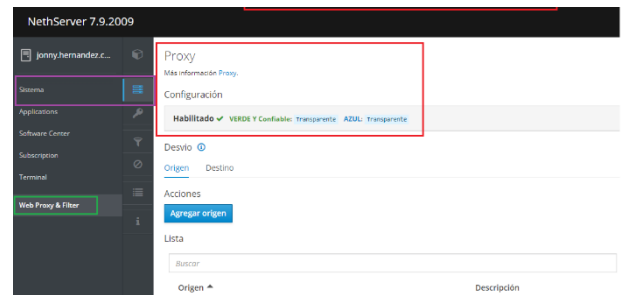 NethServer 7.9.2009
jonny.hernandez.c...
Sistema
Applications
Software Center
Subscription
Terminal
Web Proxy & Filter
Proxy
Más información Proxy.
Configuración
Habilitado ✔ VERDE Y Confiable: Transparente AZUL: Transparente
Desvio
Origen Destino
Acciones
Agregar origen
Lista
Buscar
Origen Descripción